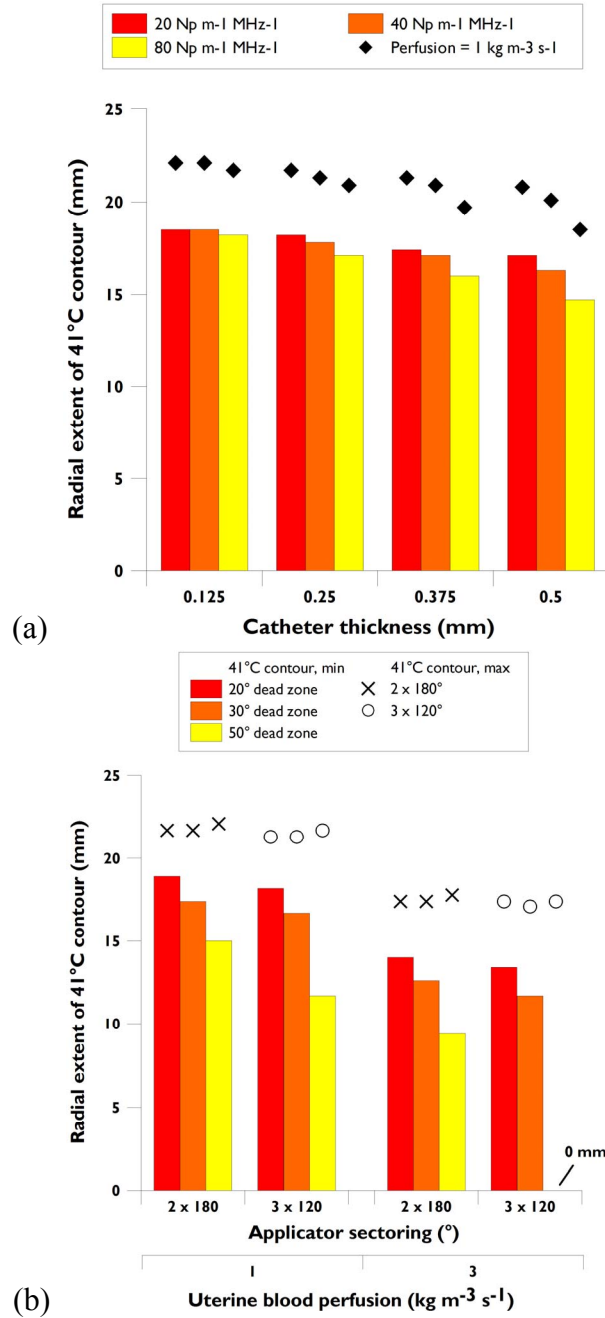 20 Np m-1 MHz-1
40 Np m-1 MHz-1
80 Np m-1 MHz-1
Perfusion = 1 kg m-3 s-1
25
20
15
10
5
0
Radial extent of 41°C contour (mm)
0.125 0.25 0.375 0.5
Catheter thickness (mm)
(a)
41°C contour, min 41°C contour, max
20° dead zone 2 x 180°
30° dead zone 3 x 120°
50° dead zone
25
20
15
10
5
0
Radial extent of 41°C contour (mm)
0 mm
2 x 180 3 x 120 2 x 180 3 x 120
Applicator sectoring (°)
1 3
Uterine blood perfusion (kg m-3 s-1)
(b)